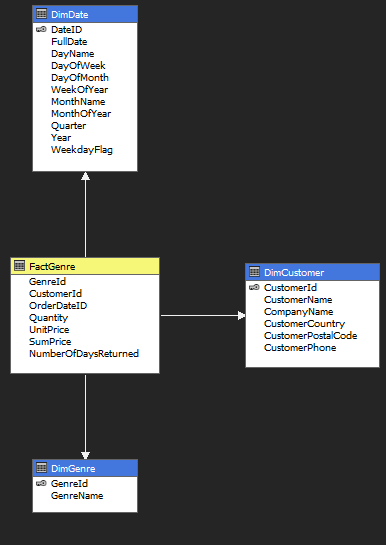 DimDate
DateID
FullDate
DayName
DayOfWeek
DayOfMonth
WeekOfYear
MonthName
MonthOfYear
Quarter
Year
WeekdayFlag
FactGenre
GenreId
CustomerId
OrderDateID
Quantity
UnitPrice
SumPrice
NumberOfDaysReturned
DimCustomer
CustomerId
CustomerName
CompanyName
CustomerCountry
CustomerPostalCode
CustomerPhone
DimGenre
GenreId
GenreName